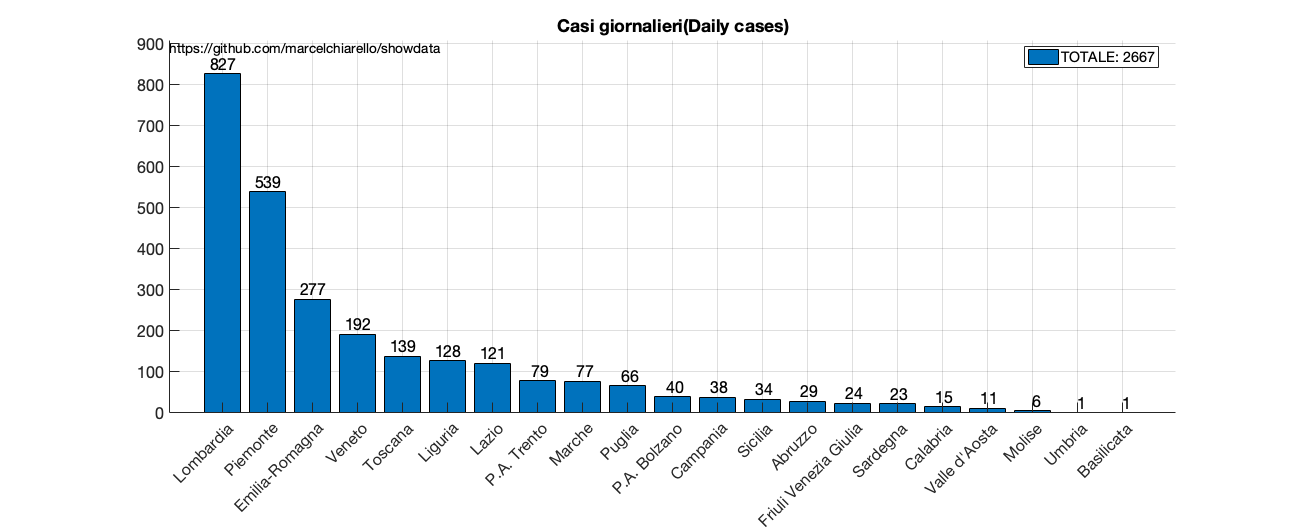 Casi giornalieri(Daily cases)
https://github.com/marcelchiarello/showdata
TOTALE: 2667
900
800
700
600
500
400
300
200
100
0
827
539
277
192
139
128
121
79
77
66
40
38
34
29
24
23
15
11
6
1
1
Lombardia
Piemonte
Emilia-Romagna
Veneto
Toscana
Liguria
Lazio
P.A. Trento
Marche
Puglia
P.A. Bolzano
Campania
Sicilia
Abruzzo
Friuli Venezia Giulia
Sardegna
Calabria
Valle d'Aosta
Molise
Umbria
Basilicata